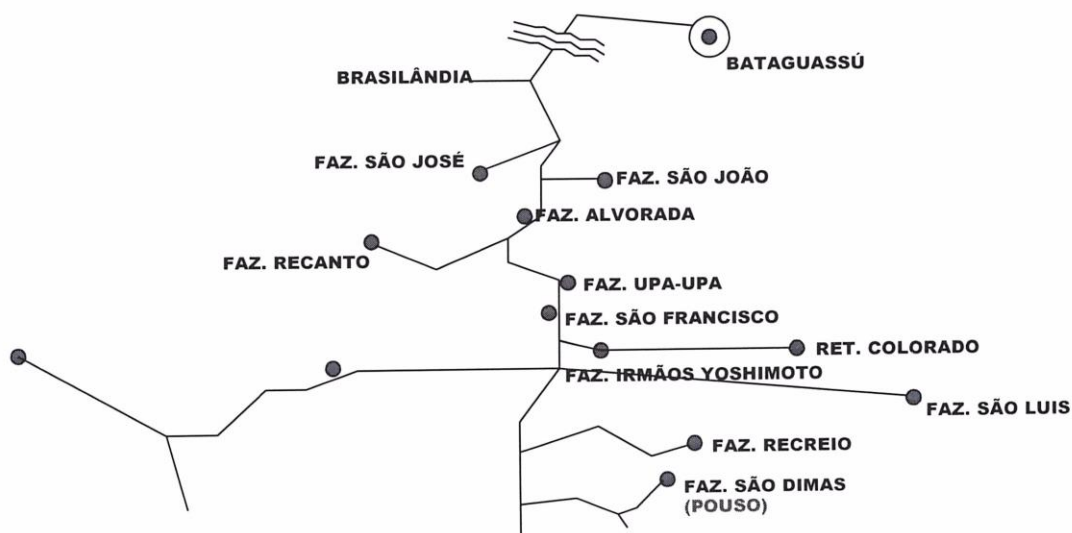 BATAGUASSÚ
BRASILÂNDIA
FAZ. SÃO JOSÉ
FAZ. SÃO JOÃO
FAZ. ALVORADA
FAZ. RECANTO
FAZ. UPA-UPA
FAZ. SÃO FRANCISCO
RET. COLORADO
FAZ. IRMÃOS YOSHIMOTO
FAZ. SÃO LUIS
FAZ. RECREIO
FAZ. SÃO DIMAS
(POUSO)